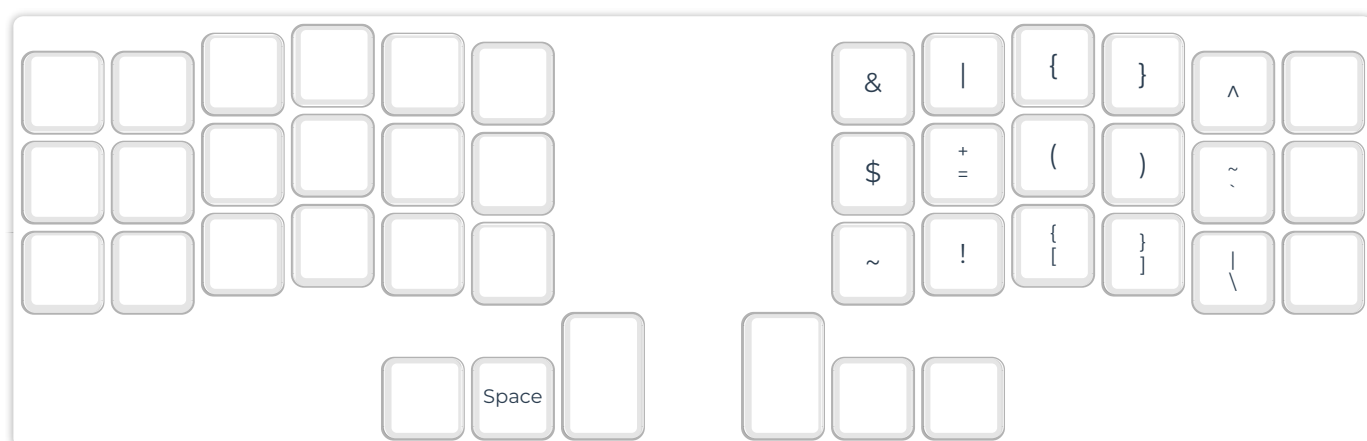 & | { } ^
$ + = ( ) ~ `
~ ! { [ } ] | \
Space